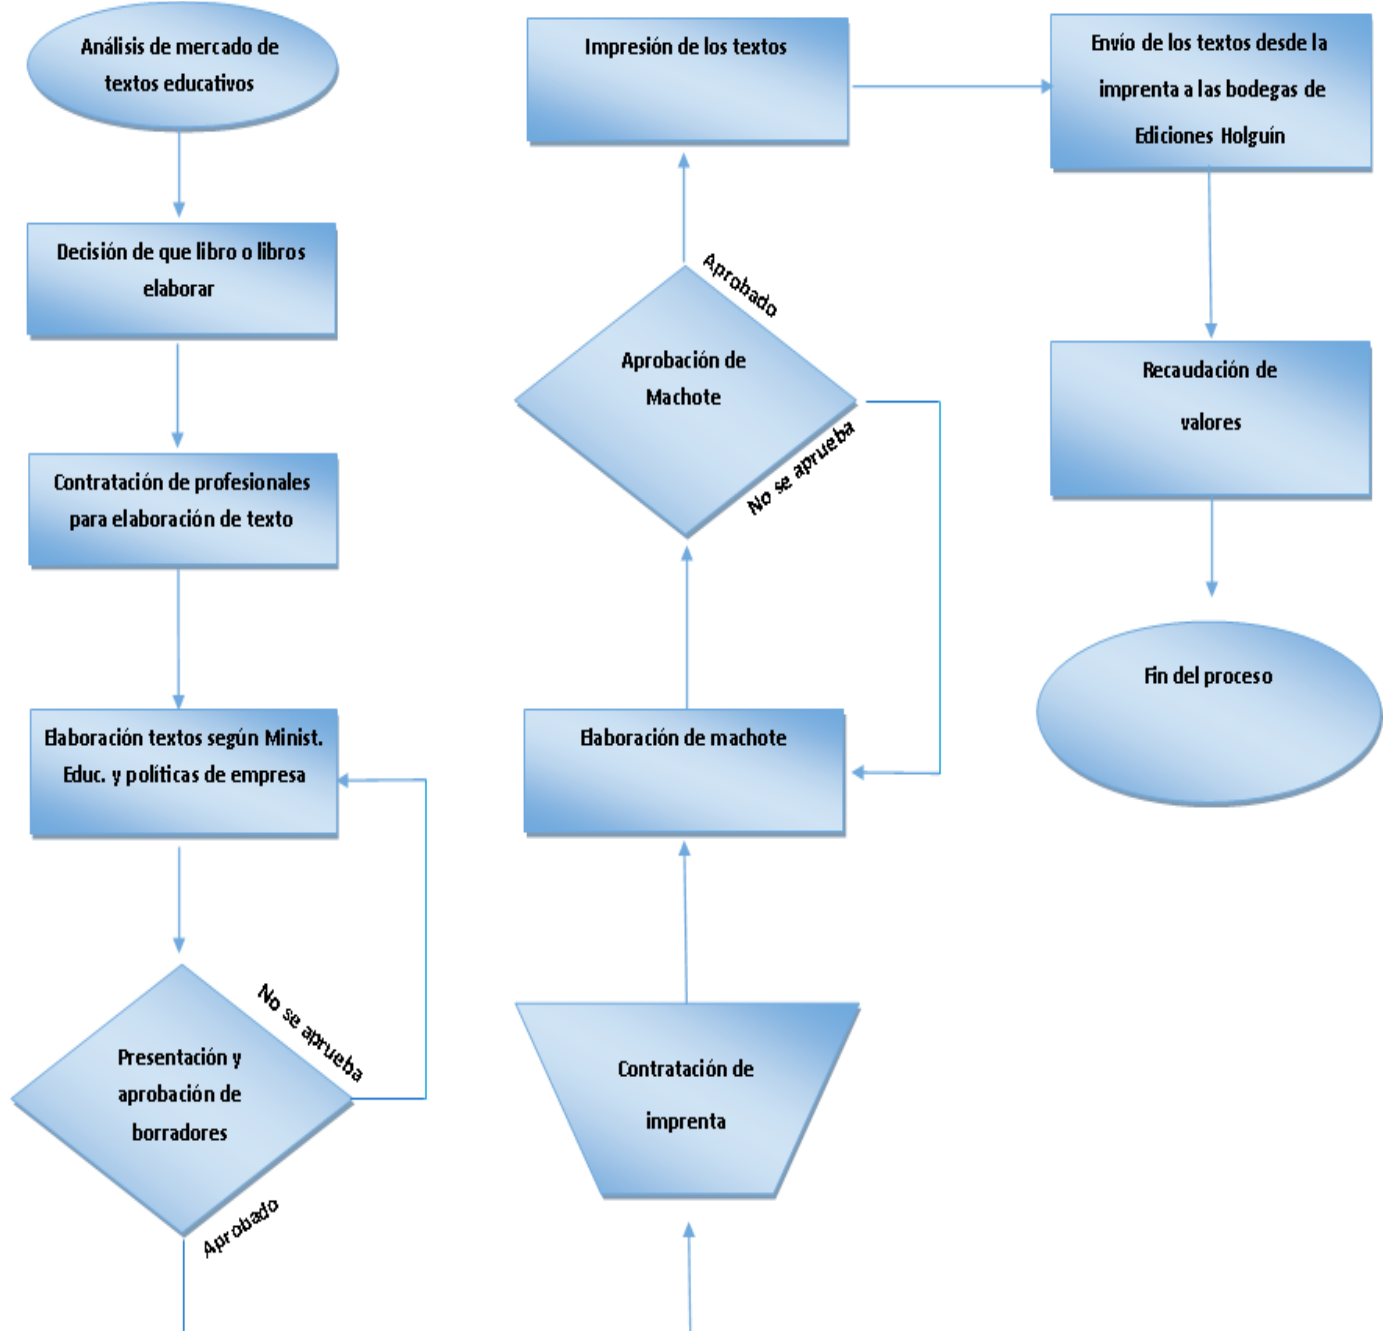 Análisis de mercado de
textos educativos
Decisión de que libro o libros
elaborar
Contratación de profesionales
para elaboración de texto
Elaboración textos según Minist.
Educ. y políticas de empresa
No se aprueba
Presentación y
aprobación de
borradores
Aprobado
Impresión de los textos
Aprobado
Aprobación de
Machote
No se aprueba
Elaboración de machote
Contratación de
imprenta
Envío de los textos desde la
imprenta a las bodegas de
Ediciones Holguín
Recaudación de
valores
Fin del proceso